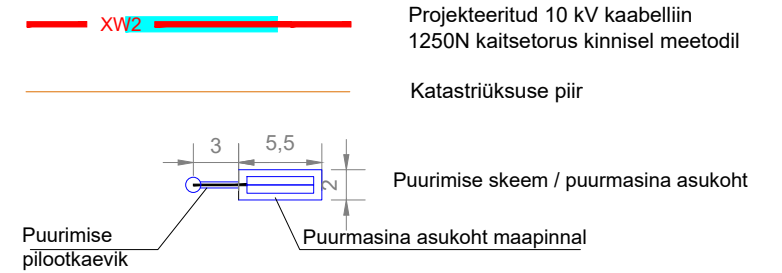 XW2
Projekteeritud 10 kV kaabelliin
1250N kaitsetorus kinnisel meetodil
Katastriüksuse piir
3
5,5
2
Puurimise skeem / puurmasina asukoht
Puurimise
pilootkaevik
Puurmasina asukoht maapinnal